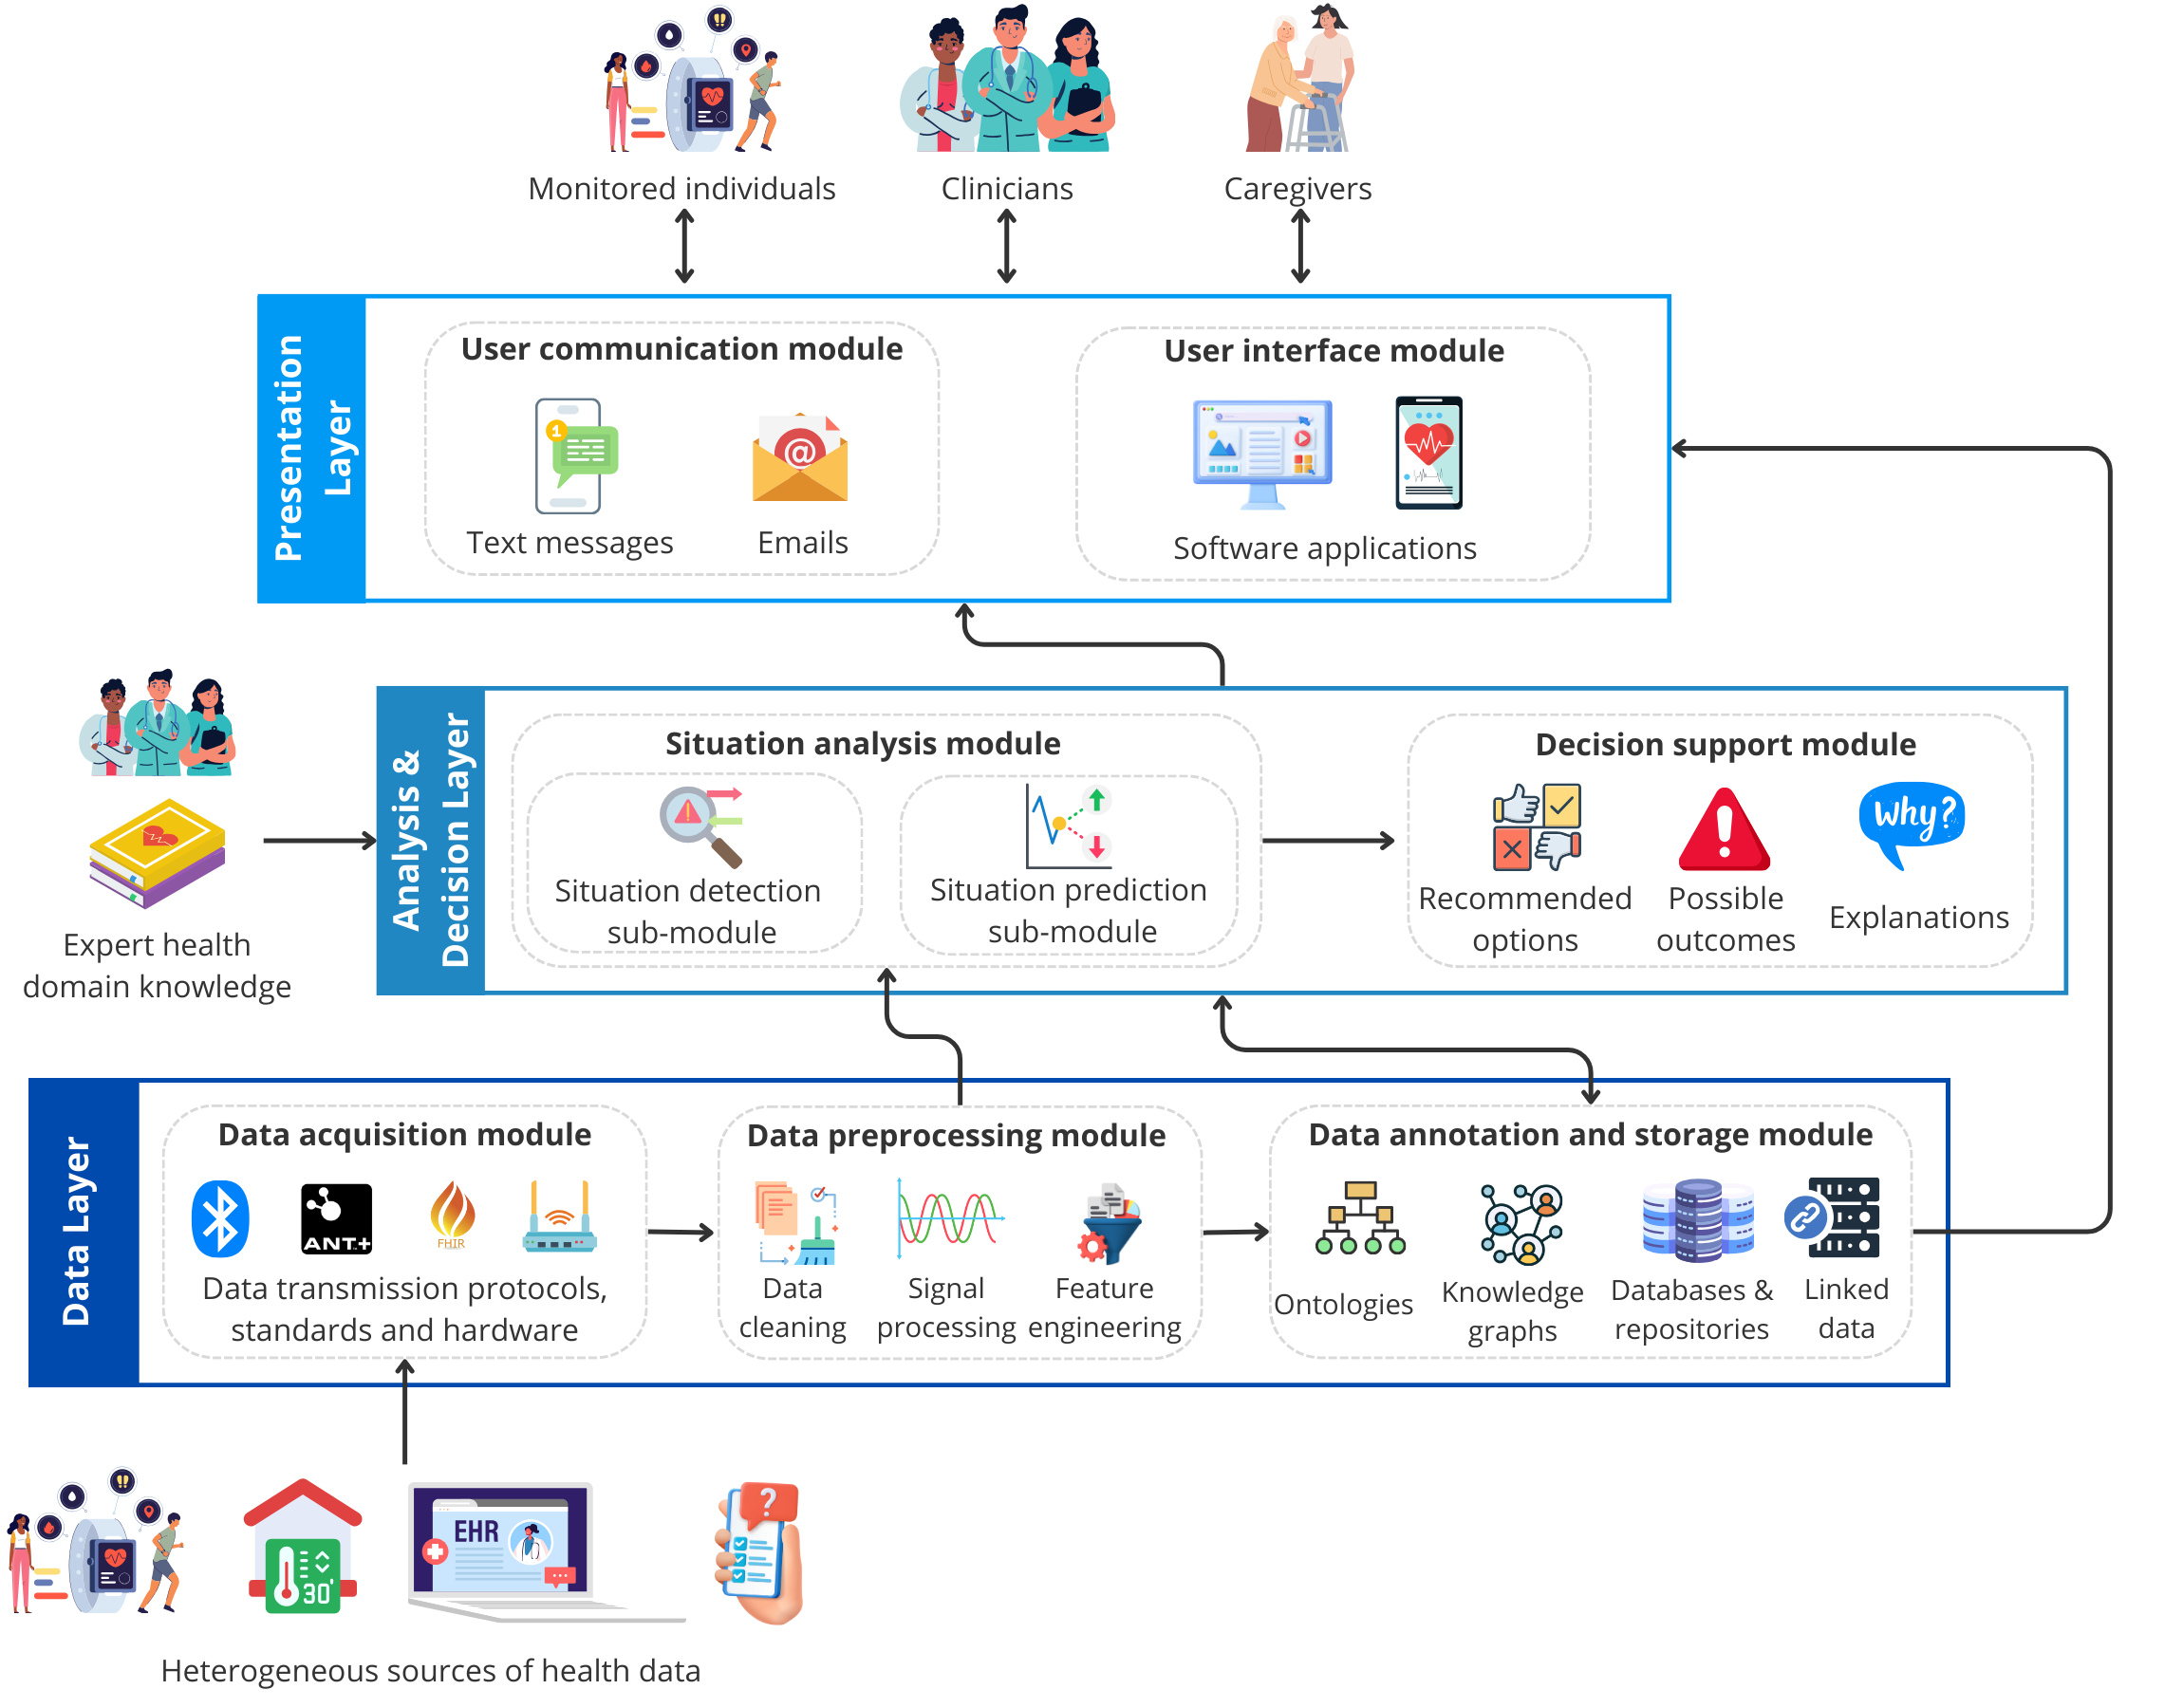 Monitored individuals
Clinicians
Caregivers
Presentation
Layer
User communication module
1
@
Text messages
Emails
User interface module
Software applications
Expert health
domain knowledge
Analysis &
Decision Layer
Situation analysis module
Situation detection
sub-module
Situation prediction
sub-module
Decision support module
Recommended
options
Possible
outcomes
Why?
Explanations
Data Layer
Data acquisition module
ANT+
FHIR
Data transmission protocols,
standards and hardware
Data preprocessing module
Data
cleaning
Signal
processing
Feature
engineering
Data annotation and storage module
Ontologies
Knowledge
graphs
Databases &
repositories
Linked
data
30°
EHR
?
Heterogeneous sources of health data